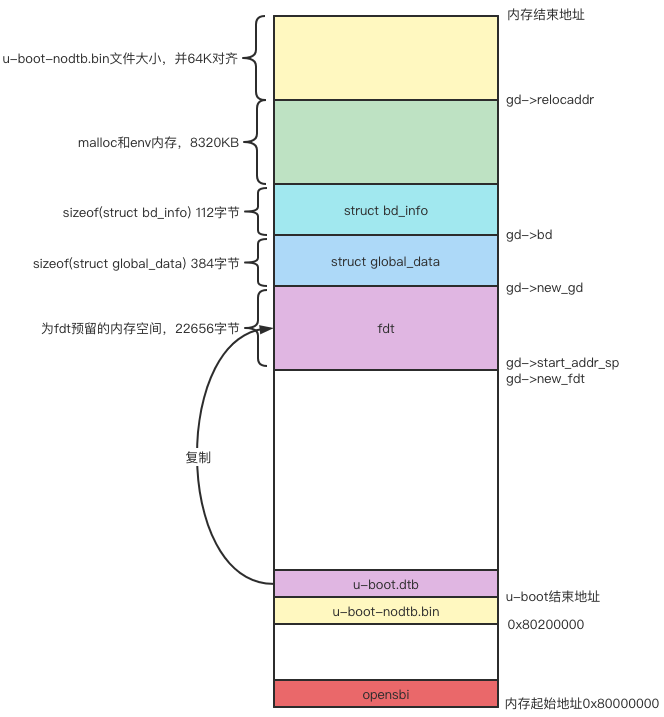 内存结束地址
u-boot-nodtb.bin文件大小，并64K对齐
gd->relocaddr
malloc和env内存，8320KB
sizeof(struct bd_info) 112字节
struct bd_info
gd->bd
sizeof(struct global_data) 384字节
struct global_data
gd->new_gd
为fdt预留的内存空间，22656字节
fdt
gd->start_addr_sp
gd->new_fdt
复制
u-boot.dtb
u-boot结束地址
u-boot-nodtb.bin
0x80200000
opensbi
内存起始地址0x80000000